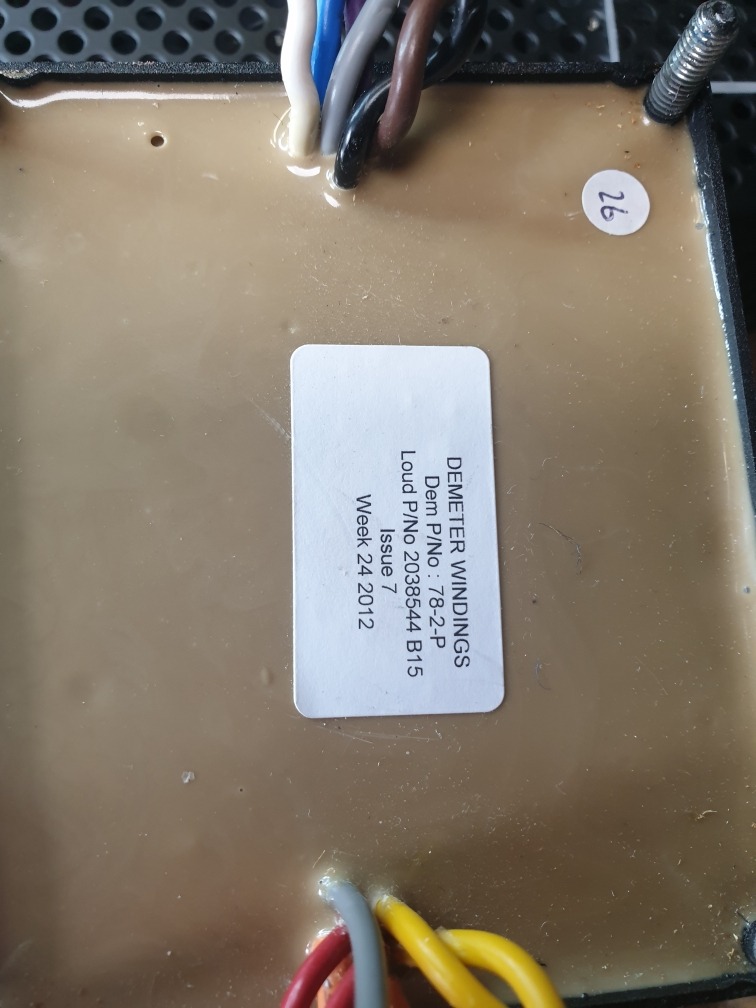 26
DEMETER WINDINGS
Dem P/No : 78-2-P
Loud P/No 2038544 B15
Issue 7
Week 24 2012